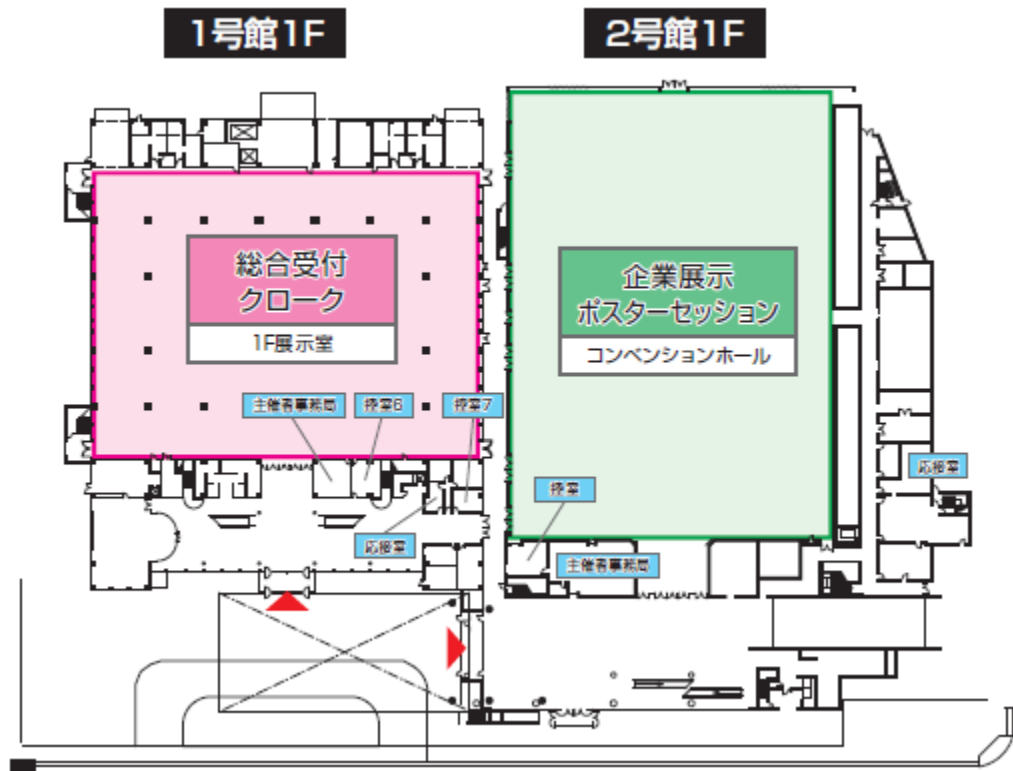 1号館1F
2号館1F
総合受付
クローク
1F展示室
企業展示
ポスターセッション
コンベンションホール
主催者事務局
控室6
控室7
応接室
控室
主催者事務局
応接室